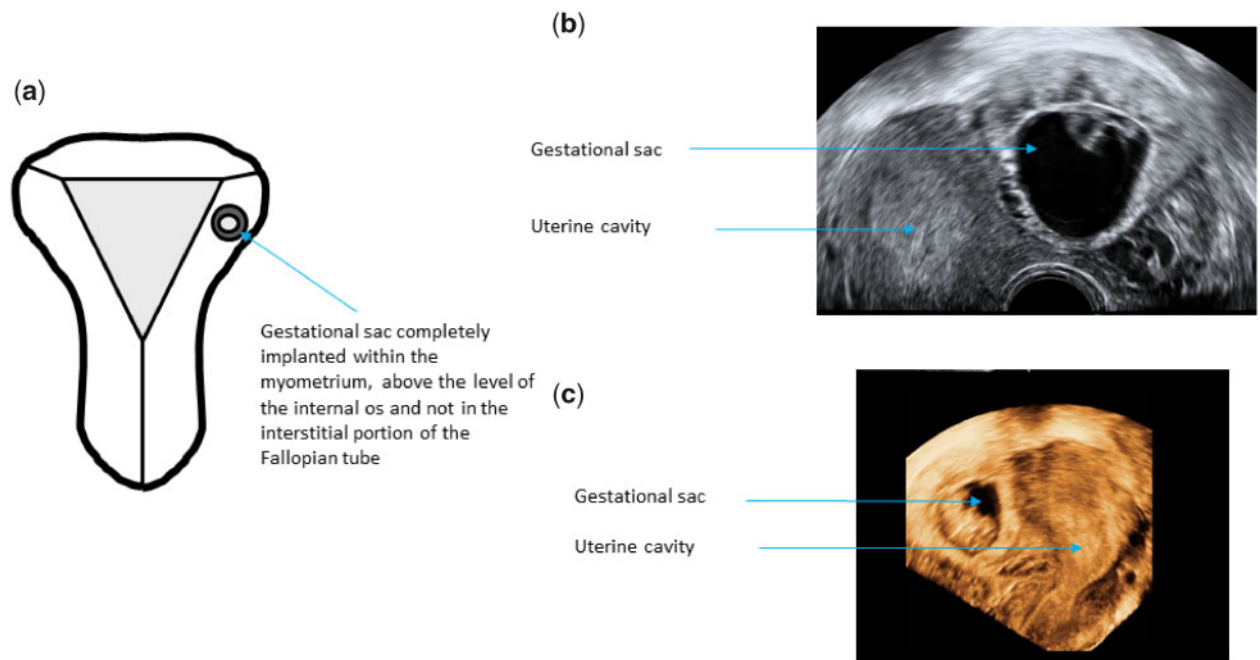 (a)
Gestational sac completely
implanted within the
myometrium, above the level of
the internal os and not in the
interstitial portion of the
Fallopian tube
(b)
Gestational sac
Uterine cavity
(c)
Gestational sac
Uterine cavity